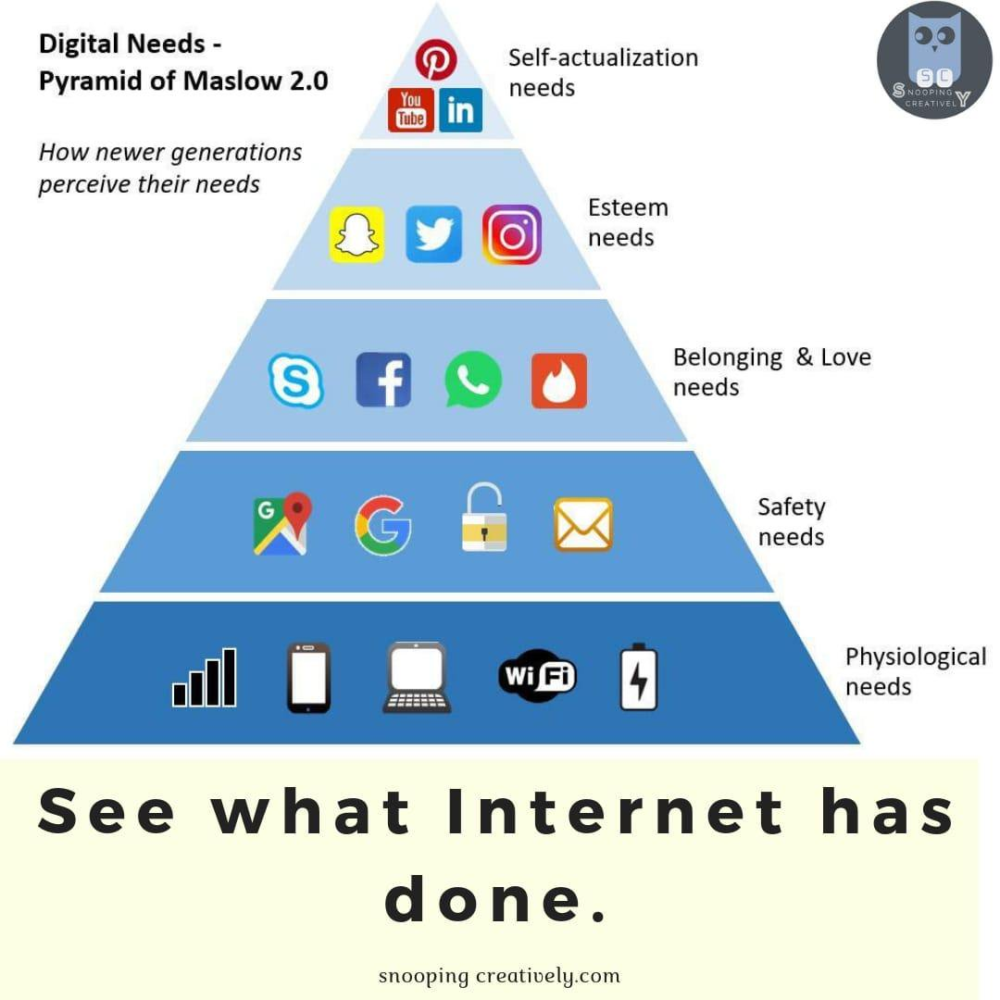 Digital Needs -
Pyramid of Maslow 2.0
How newer generations
perceive their needs
Self-actualization
needs
You
Tube
in
S C
SNOOPING
CREATIVELY
Esteem
needs
Belonging & Love
needs
G
Safety
needs
Wi Fi
Physiological
needs
See what Internet has
done.
snooping creatively.com